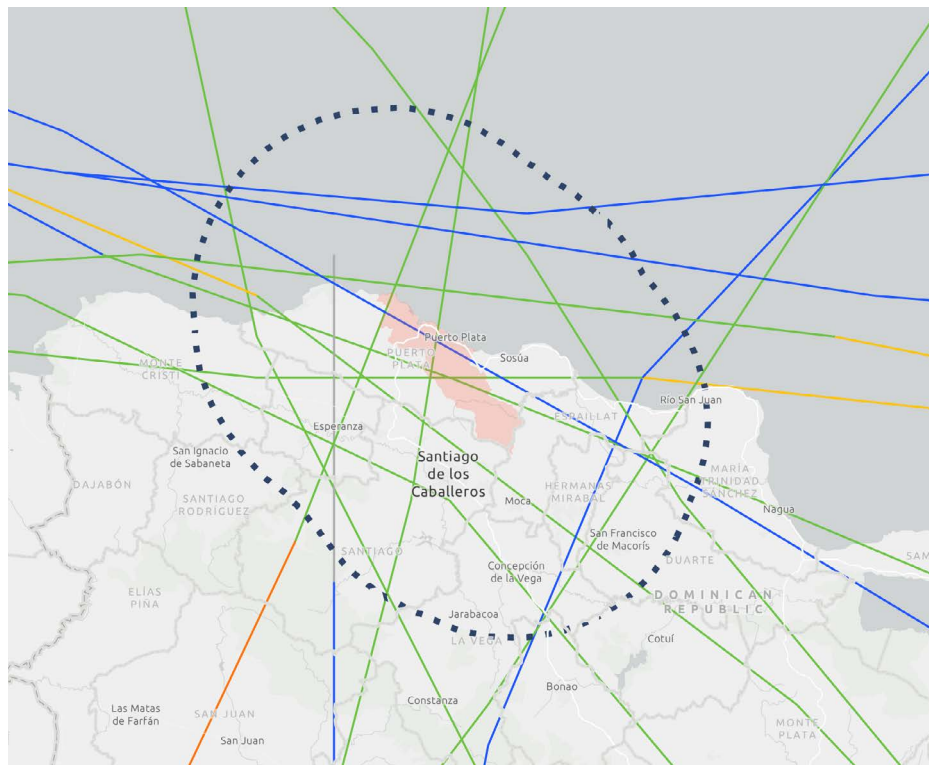 Puerto Plata
PUERTO
PLATA
Sosúa
MONTE
CRISTI
Río San Juan
ESPAILLAT
Esperanza
San Ignacio
de Sabaneta
Santiago
de los
Caballeros
MARÍA
TRINIDAD
SÁNCHEZ
DAJABÓN
HERMANAS
MIRABAL
SANTIAGO
RODRÍGUEZ
Moca
Nagua
San Francisco
de Macorís
SANTIAGO
DUARTE
SAM
Concepción
de la Vega
ELÍAS
PIÑA
DOMINICAN
REPUBLIC
Jarabacoa
LA VEGA
Cotuí
Bonao
Constanza
Las Matas
de Farfán
SAN JUAN
San Juan
MONTE
PLATA